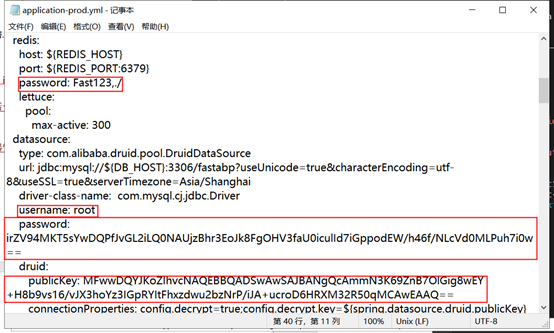 application-prod.yml - 记事本
文件(F) 编辑(E) 格式(O) 查看(V) 帮助(H)
redis:
host: ${REDIS_HOST}
port: ${REDIS_PORT:6379}
password: Fast123,./
lettuce:
pool:
max-active: 300
datasource:
type: com.alibaba.druid.pool.DruidDataSource
url: jdbc:mysql://${DB_HOST}:3306/fastabp?useUnicode=true&characterEncoding=utf-
8&useSSL=true&serverTimezone=Asia/Shanghai
driver-class-name: com.mysql.cj.jdbc.Driver
username: root
password:
irZV94MKT5sYwDQPfJvGL2iLQ0NAUjzBhr3EoJk8FgOHV3faU0iculId7iGppodEW/h46f/NLcVd0MLPuh7i0w
==
druid:
publicKey: MFwwDQYJKoZIhvcNAQEBBQADSwAwSAJBANgQcAmmN3K69ZnB7OlGig8wEY
+H8b9vs16/vJX3hoYz3IGpRYItFhxzdwu2bzNrP/iJA+ucroD6HRXM32R50qMCAwEAAQ==
connectionProperties: config.decrypt=true;config.decrypt.key=${spring.datasource.druid.publicKey}
第 40 行，第 11 列 100% Unix (LF) UTF-8